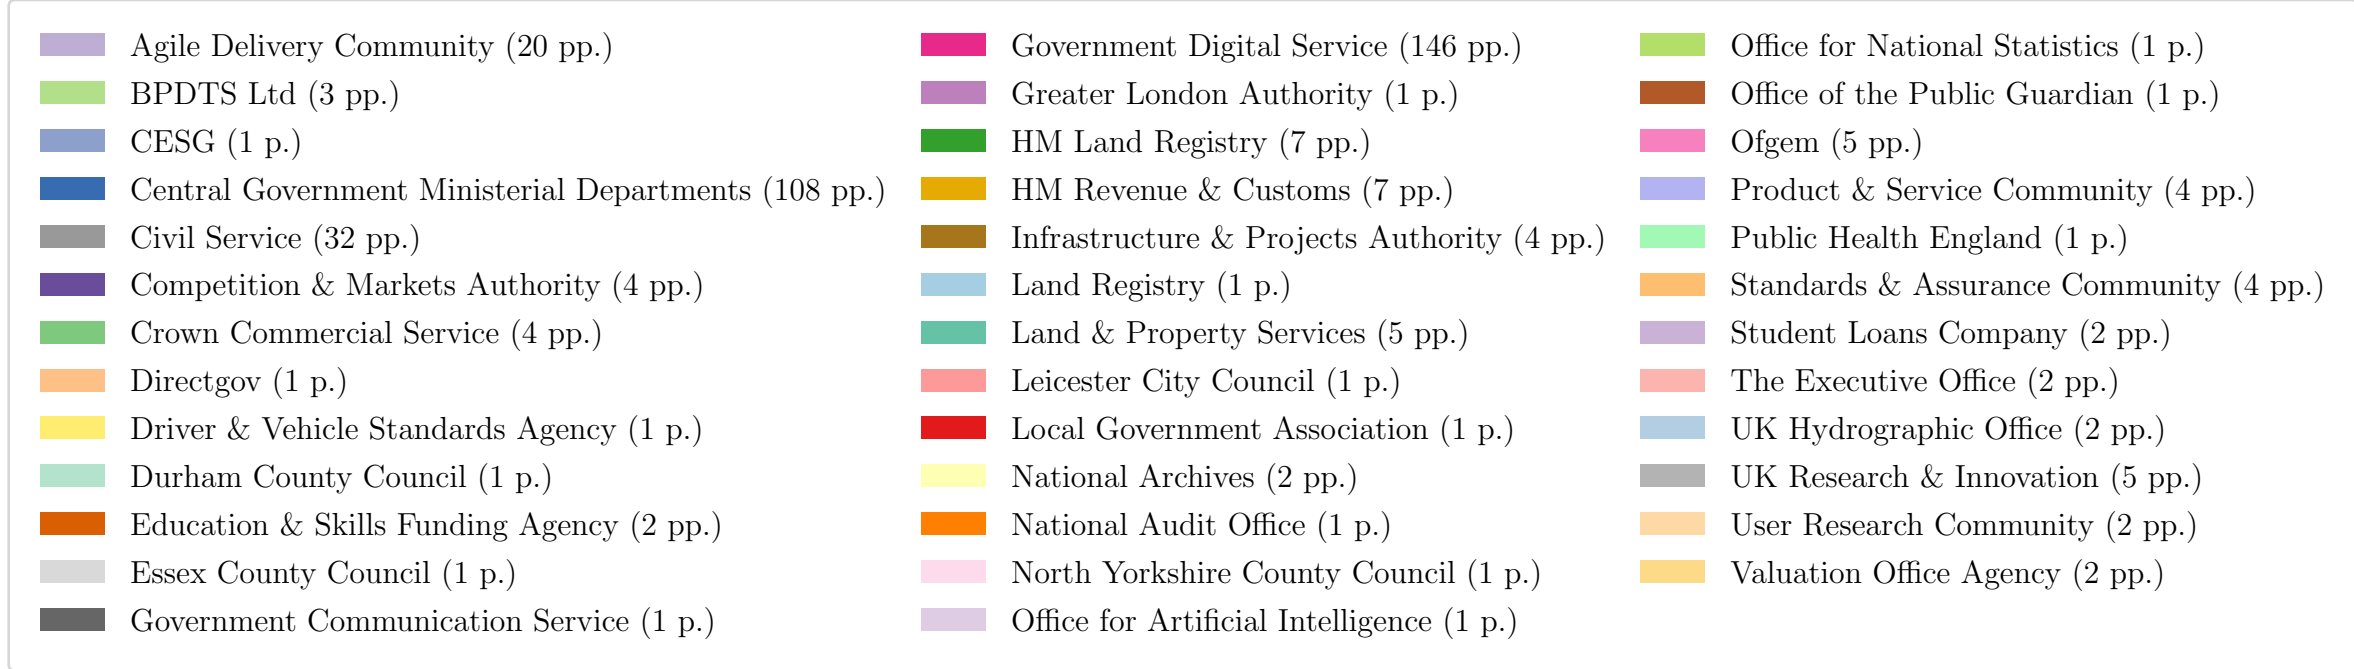 Agile Delivery Community (20 pp.)
BPDTS Ltd (3 pp.)
CESG (1 p.)
Central Government Ministerial Departments (108 pp.)
Civil Service (32 pp.)
Competition & Markets Authority (4 pp.)
Crown Commercial Service (4 pp.)
Directgov (1 p.)
Driver & Vehicle Standards Agency (1 p.)
Durham County Council (1 p.)
Education & Skills Funding Agency (2 pp.)
Essex County Council (1 p.)
Government Communication Service (1 p.)
Government Digital Service (146 pp.)
Greater London Authority (1 p.)
HM Land Registry (7 pp.)
HM Revenue & Customs (7 pp.)
Infrastructure & Projects Authority (4 pp.)
Land Registry (1 p.)
Land & Property Services (5 pp.)
Leicester City Council (1 p.)
Local Government Association (1 p.)
National Archives (2 pp.)
National Audit Office (1 p.)
North Yorkshire County Council (1 p.)
Office for Artificial Intelligence (1 p.)
Office for National Statistics (1 p.)
Office of the Public Guardian (1 p.)
Ofgem (5 pp.)
Product & Service Community (4 pp.)
Public Health England (1 p.)
Standards & Assurance Community (4 pp.)
Student Loans Company (2 pp.)
The Executive Office (2 pp.)
UK Hydrographic Office (2 pp.)
UK Research & Innovation (5 pp.)
User Research Community (2 pp.)
Valuation Office Agency (2 pp.)